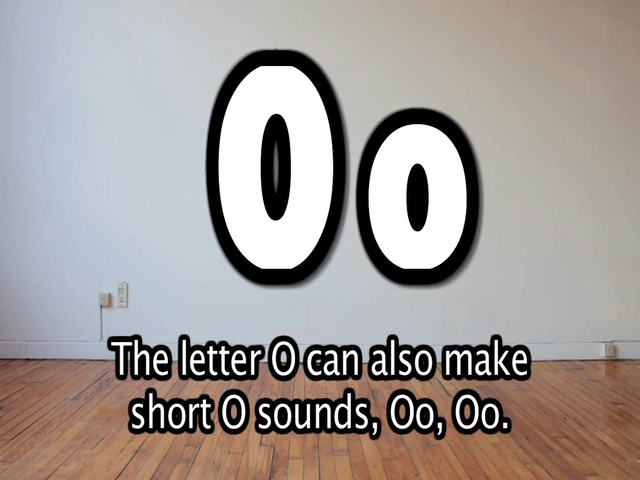 Oo
The letter O can also make
short O sounds, Oo, Oo.